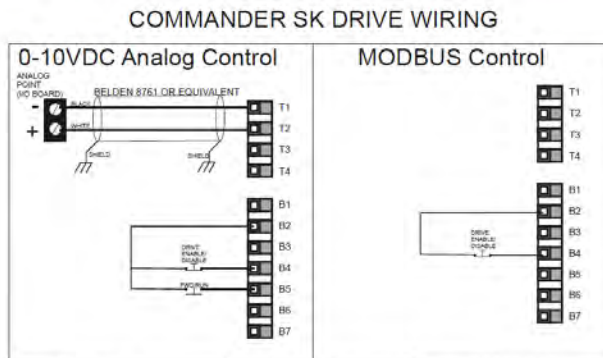 COMMANDER SK DRIVE WIRING
0-10VDC Analog Control
ANALOG
POINT
(I/O BOARD)
BELDEN 8761 OR EQUIVALENT
-
BLACK
+
WHITE
SHIELD
SHIELD
T1
T2
T3
T4
B1
B2
B3
DRIVE
ENABLE/
DISABLE
B4
FWD/RUN
B5
B6
B7
MODBUS Control
T1
T2
T3
T4
B1
B2
B3
DRIVE
ENABLE/
DISABLE
B4
B5
B6
B7